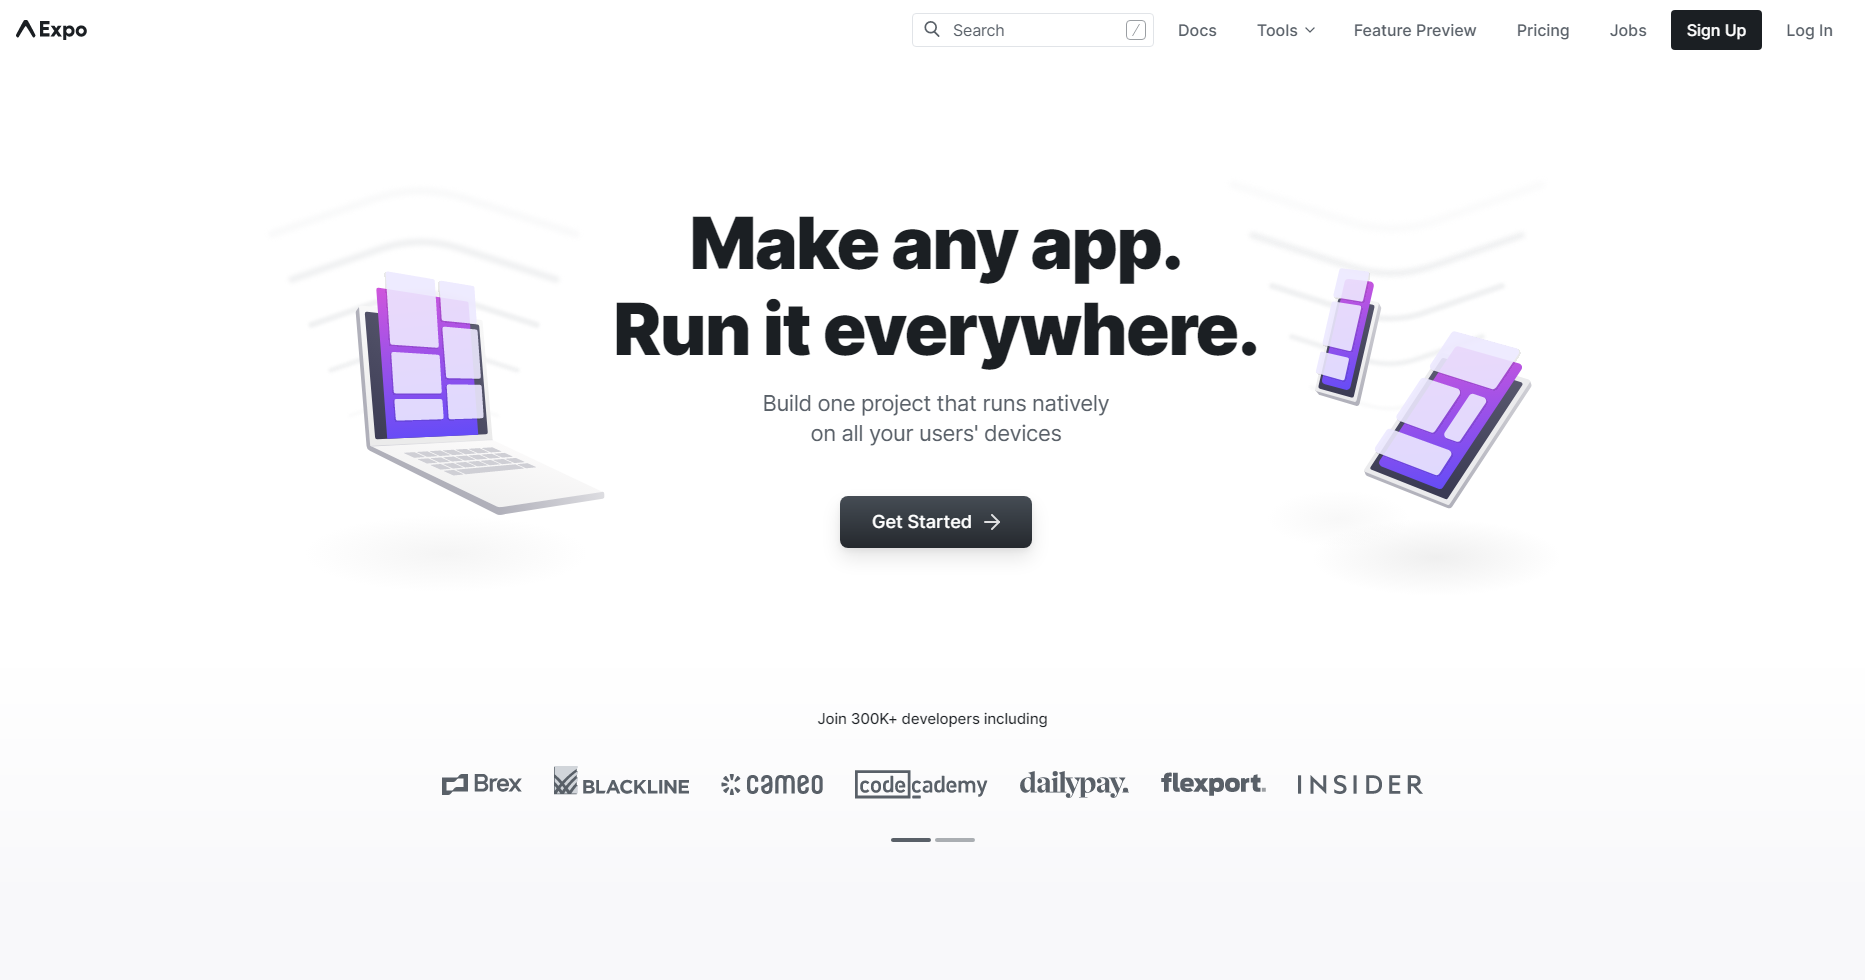 Expo
Search / Docs Tools Feature Preview Pricing Jobs Sign Up Log In
Make any app.
Run it everywhere.
Build one project that runs natively
on all your users' devices
Get Started
Join 300K+ developers including
Brex BLACKLINE cameo codecademy dailypay. flexport. INSIDER